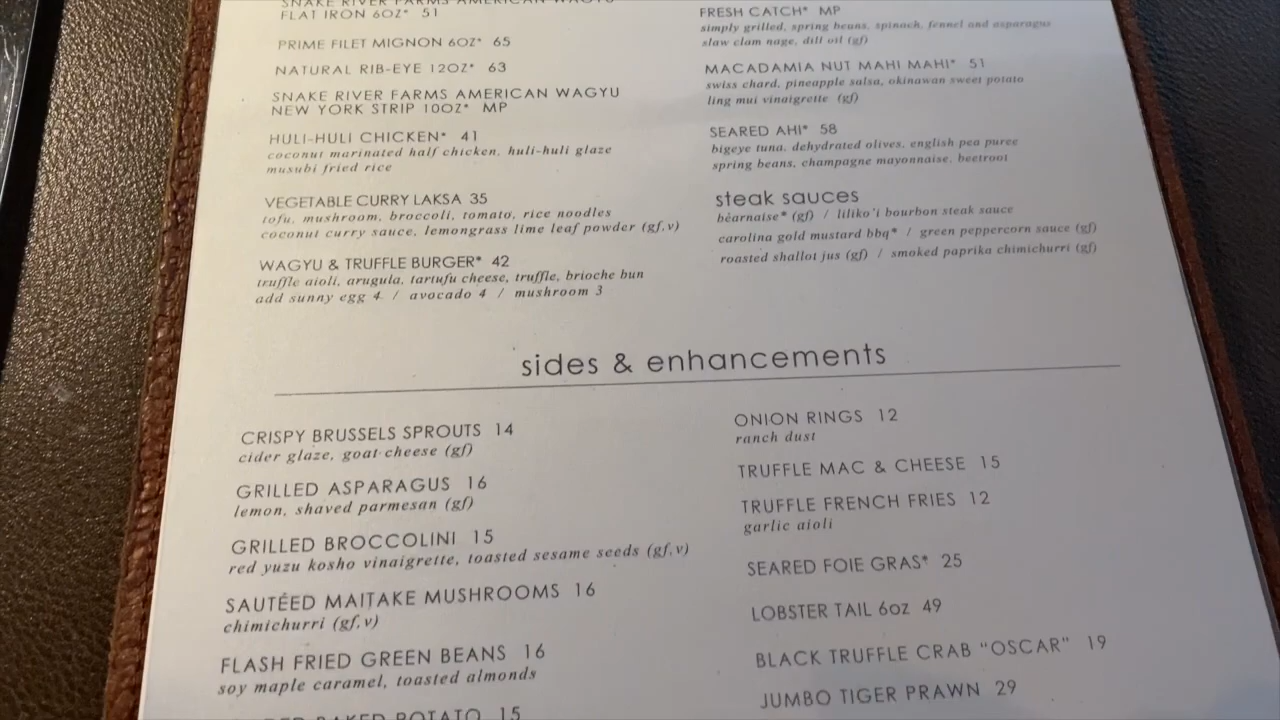 SNAKE RIVER FARMS AMERICAN WAGYU
FLAT IRON 6OZ* 51
PRIME FILET MIGNON 6OZ* 65
NATURAL RIB-EYE 12OZ* 63
SNAKE RIVER FARMS AMERICAN WAGYU
NEW YORK STRIP 10OZ* MP
HULI-HULI CHICKEN* 41
coconut marinated half chicken, huli-huli glaze
musubi fried rice
VEGETABLE CURRY LAKSA 35
tofu, mushroom, broccoli, tomato, rice noodles
coconut curry sauce, lemongrass lime leaf powder (gf,v)
WAGYU & TRUFFLE BURGER* 42
truffle aioli, arugula, tartufu cheese, truffle, brioche bun
add sunny egg 4 / avocado 4 / mushroom 3
FRESH CATCH* MP
simply grilled, spring beans, spinach, fennel and asparagus
slaw clam nage, dill oil (gf)
MACADAMIA NUT MAHI MAHI* 51
swiss chard, pineapple salsa, okinawan sweet potato
ling mui vinaigrette (gf)
SEARED AHI* 58
bigeye tuna, dehydrated olives, english pea puree
spring beans, champagne mayonnaise, beetroot
steak sauces
béarnaise* (gf) / liliko'i bourbon steak sauce
carolina gold mustard bbq* / green peppercorn sauce (gf)
roasted shallot jus (gf) / smoked paprika chimichurri (gf)
sides & enhancements
CRISPY BRUSSELS SPROUTS 14
cider glaze, goat cheese (gf)
GRILLED ASPARAGUS 16
lemon, shaved parmesan (gf)
GRILLED BROCCOLINI 15
red yuzu kosho vinaigrette, toasted sesame seeds (gf,v)
SAUTÉED MAITAKE MUSHROOMS 16
chimichurri (gf,v)
FLASH FRIED GREEN BEANS 16
soy maple caramel, toasted almonds
BAKED POTATO 15
ONION RINGS 12
ranch dust
TRUFFLE MAC & CHEESE 15
TRUFFLE FRENCH FRIES 12
garlic aioli
SEARED FOIE GRAS* 25
LOBSTER TAIL 6oz 49
BLACK TRUFFLE CRAB "OSCAR" 19
JUMBO TIGER PRAWN 29